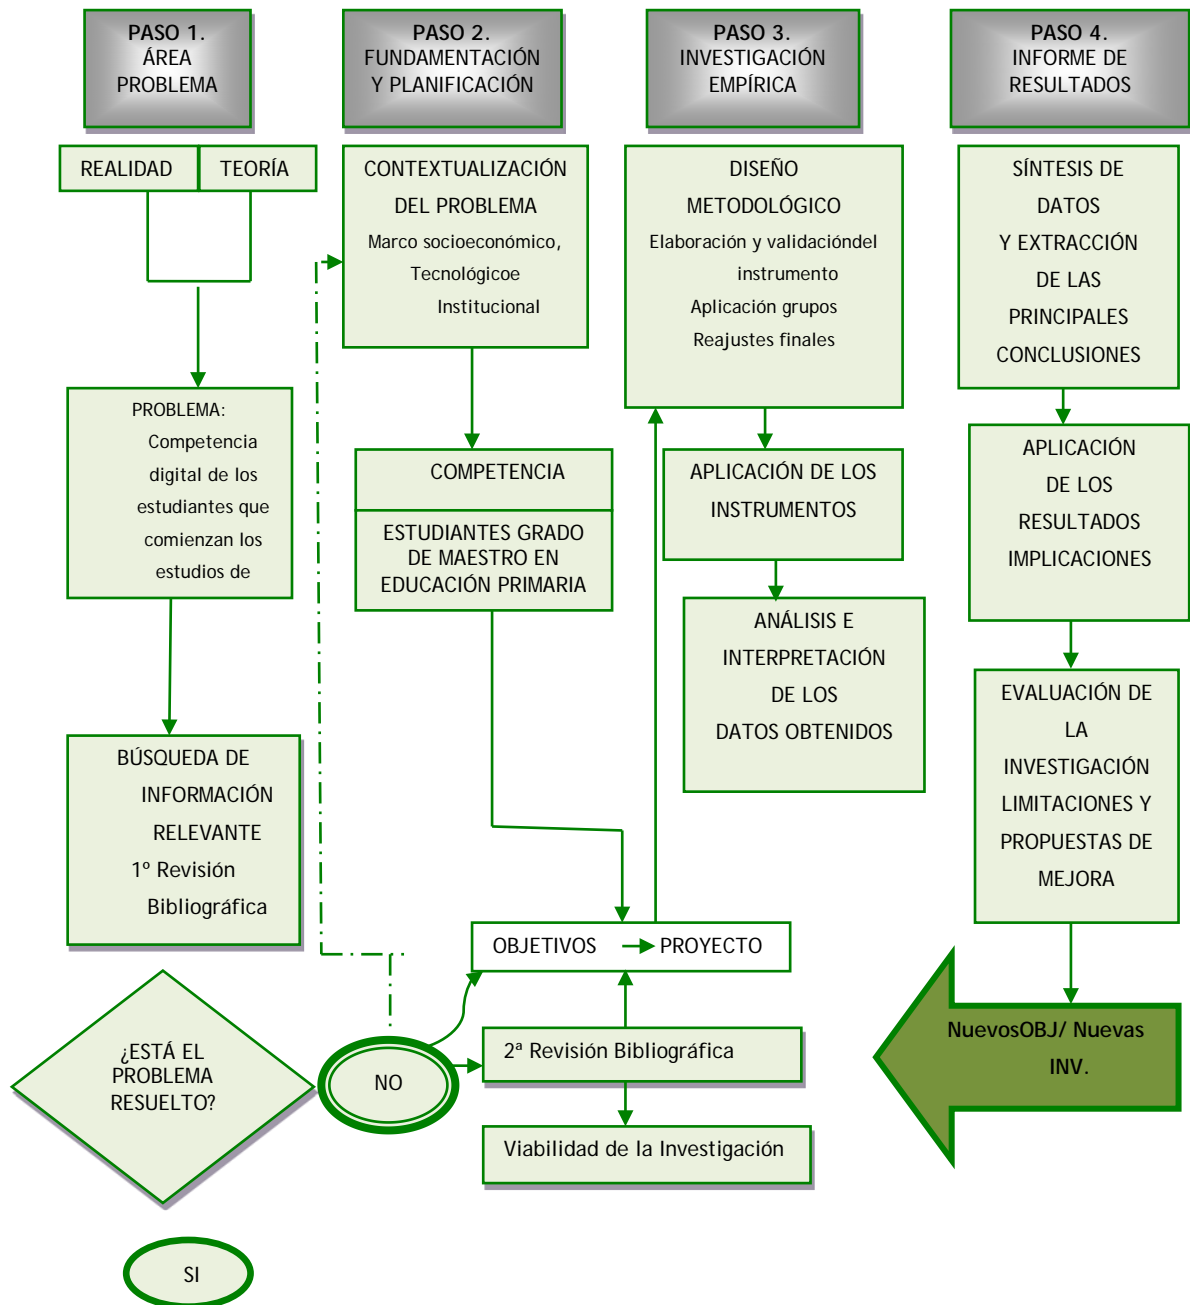 PASO 1.
ÁREA
PROBLEMA
REALIDAD
TEORÍA
PROBLEMA:
Competencia
digital de los
estudiantes que
comienzan los
estudios de
BÚSQUEDA DE
INFORMACIÓN
RELEVANTE
1º Revisión
Bibliográfica
¿ESTÁ EL
PROBLEMA
RESUELTO?
SI
NO
PASO 2.
FUNDAMENTACIÓN
Y PLANIFICACIÓN
CONTEXTUALIZACIÓN
DEL PROBLEMA
Marco socioeconómico,
Tecnológicoe
Institucional
COMPETENCIA
ESTUDIANTES GRADO
DE MAESTRO EN
EDUCACIÓN PRIMARIA
OBJETIVOS
PROYECTO
2ª Revisión Bibliográfica
Viabilidad de la Investigación
PASO 3.
INVESTIGACIÓN
EMPÍRICA
DISEÑO
METODOLÓGICO
Elaboración y validacióndel
instrumento
Aplicación grupos
Reajustes finales
APLICACIÓN DE LOS
INSTRUMENTOS
ANÁLISIS E
INTERPRETACIÓN
DE LOS
DATOS OBTENIDOS
PASO 4.
INFORME DE
RESULTADOS
SÍNTESIS DE
DATOS
Y EXTRACCIÓN
DE LAS
PRINCIPALES
CONCLUSIONES
APLICACIÓN
DE LOS
RESULTADOS
IMPLICACIONES
EVALUACIÓN DE
LA
INVESTIGACIÓN
LIMITACIONES Y
PROPUESTAS DE
MEJORA
NuevosOBJ/ Nuevas
INV.